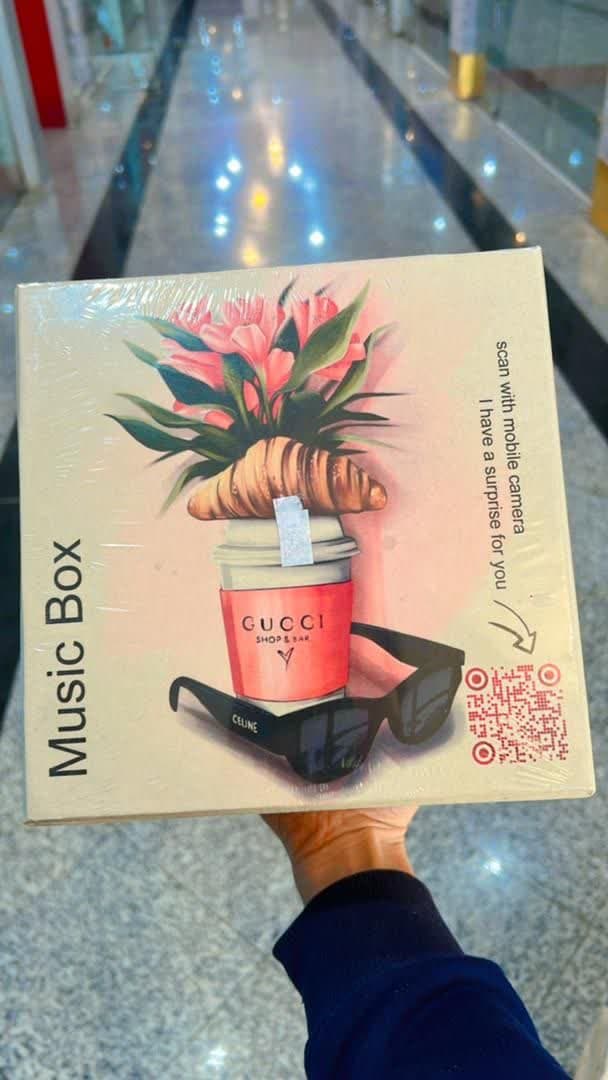 Music Box
scan with mobile camera
I have a surprise for you
GUCCI
SHOP & BAR
CELINE